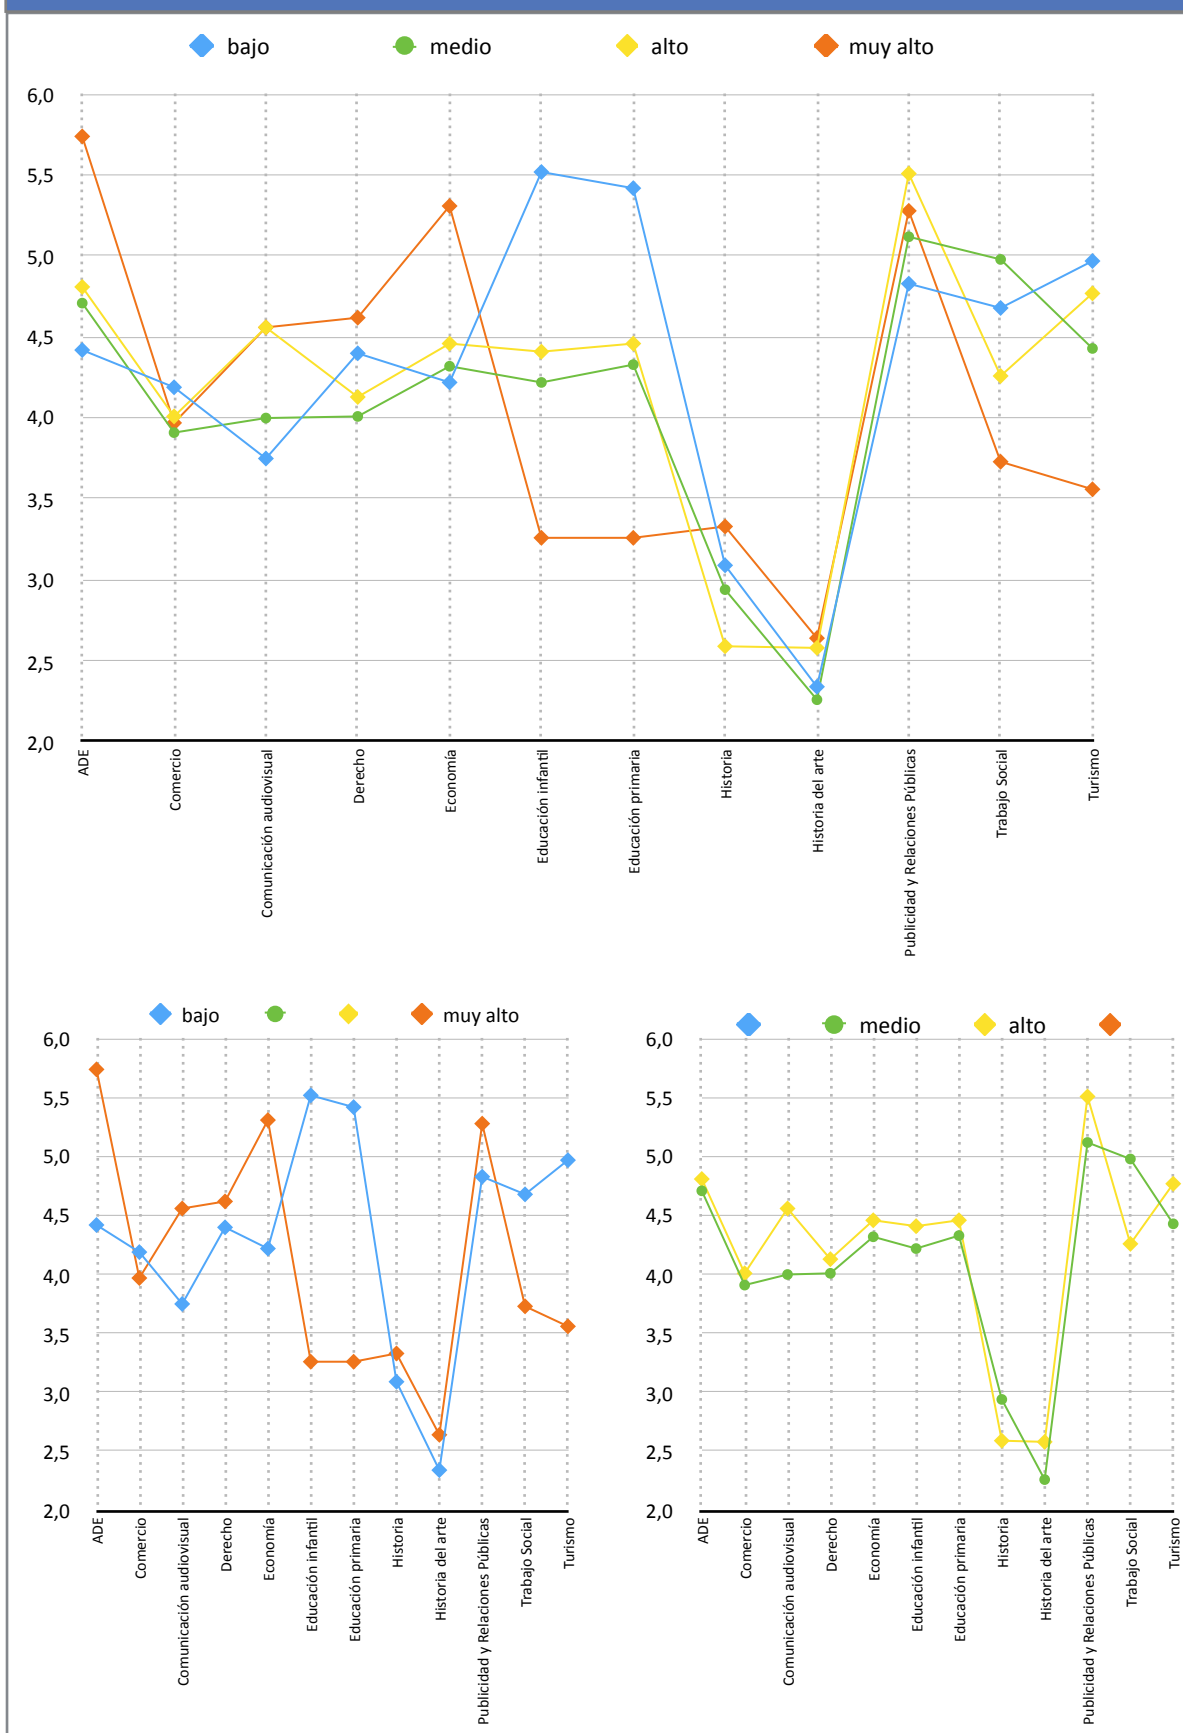 bajo medio alto muy alto
6,0
5,5
5,0
4,5
4,0
3,5
3,0
2,5
2,0
ADE
Comercio
Comunicación audiovisual
Derecho
Economía
Educación infantil
Educación primaria
Historia
Historia del arte
Publicidad y Relaciones Públicas
Trabajo Social
Turismo
bajo muy alto
6,0
5,5
5,0
4,5
4,0
3,5
3,0
2,5
2,0
ADE
Comercio
Comunicación audiovisual
Derecho
Economía
Educación infantil
Educación primaria
Historia
Historia del arte
Publicidad y Relaciones Públicas
Trabajo Social
Turismo
medio alto
6,0
5,5
5,0
4,5
4,0
3,5
3,0
2,5
2,0
ADE
Comercio
Comunicación audiovisual
Derecho
Economía
Educación infantil
Educación primaria
Historia
Historia del arte
Publicidad y Relaciones Públicas
Trabajo Social
Turismo